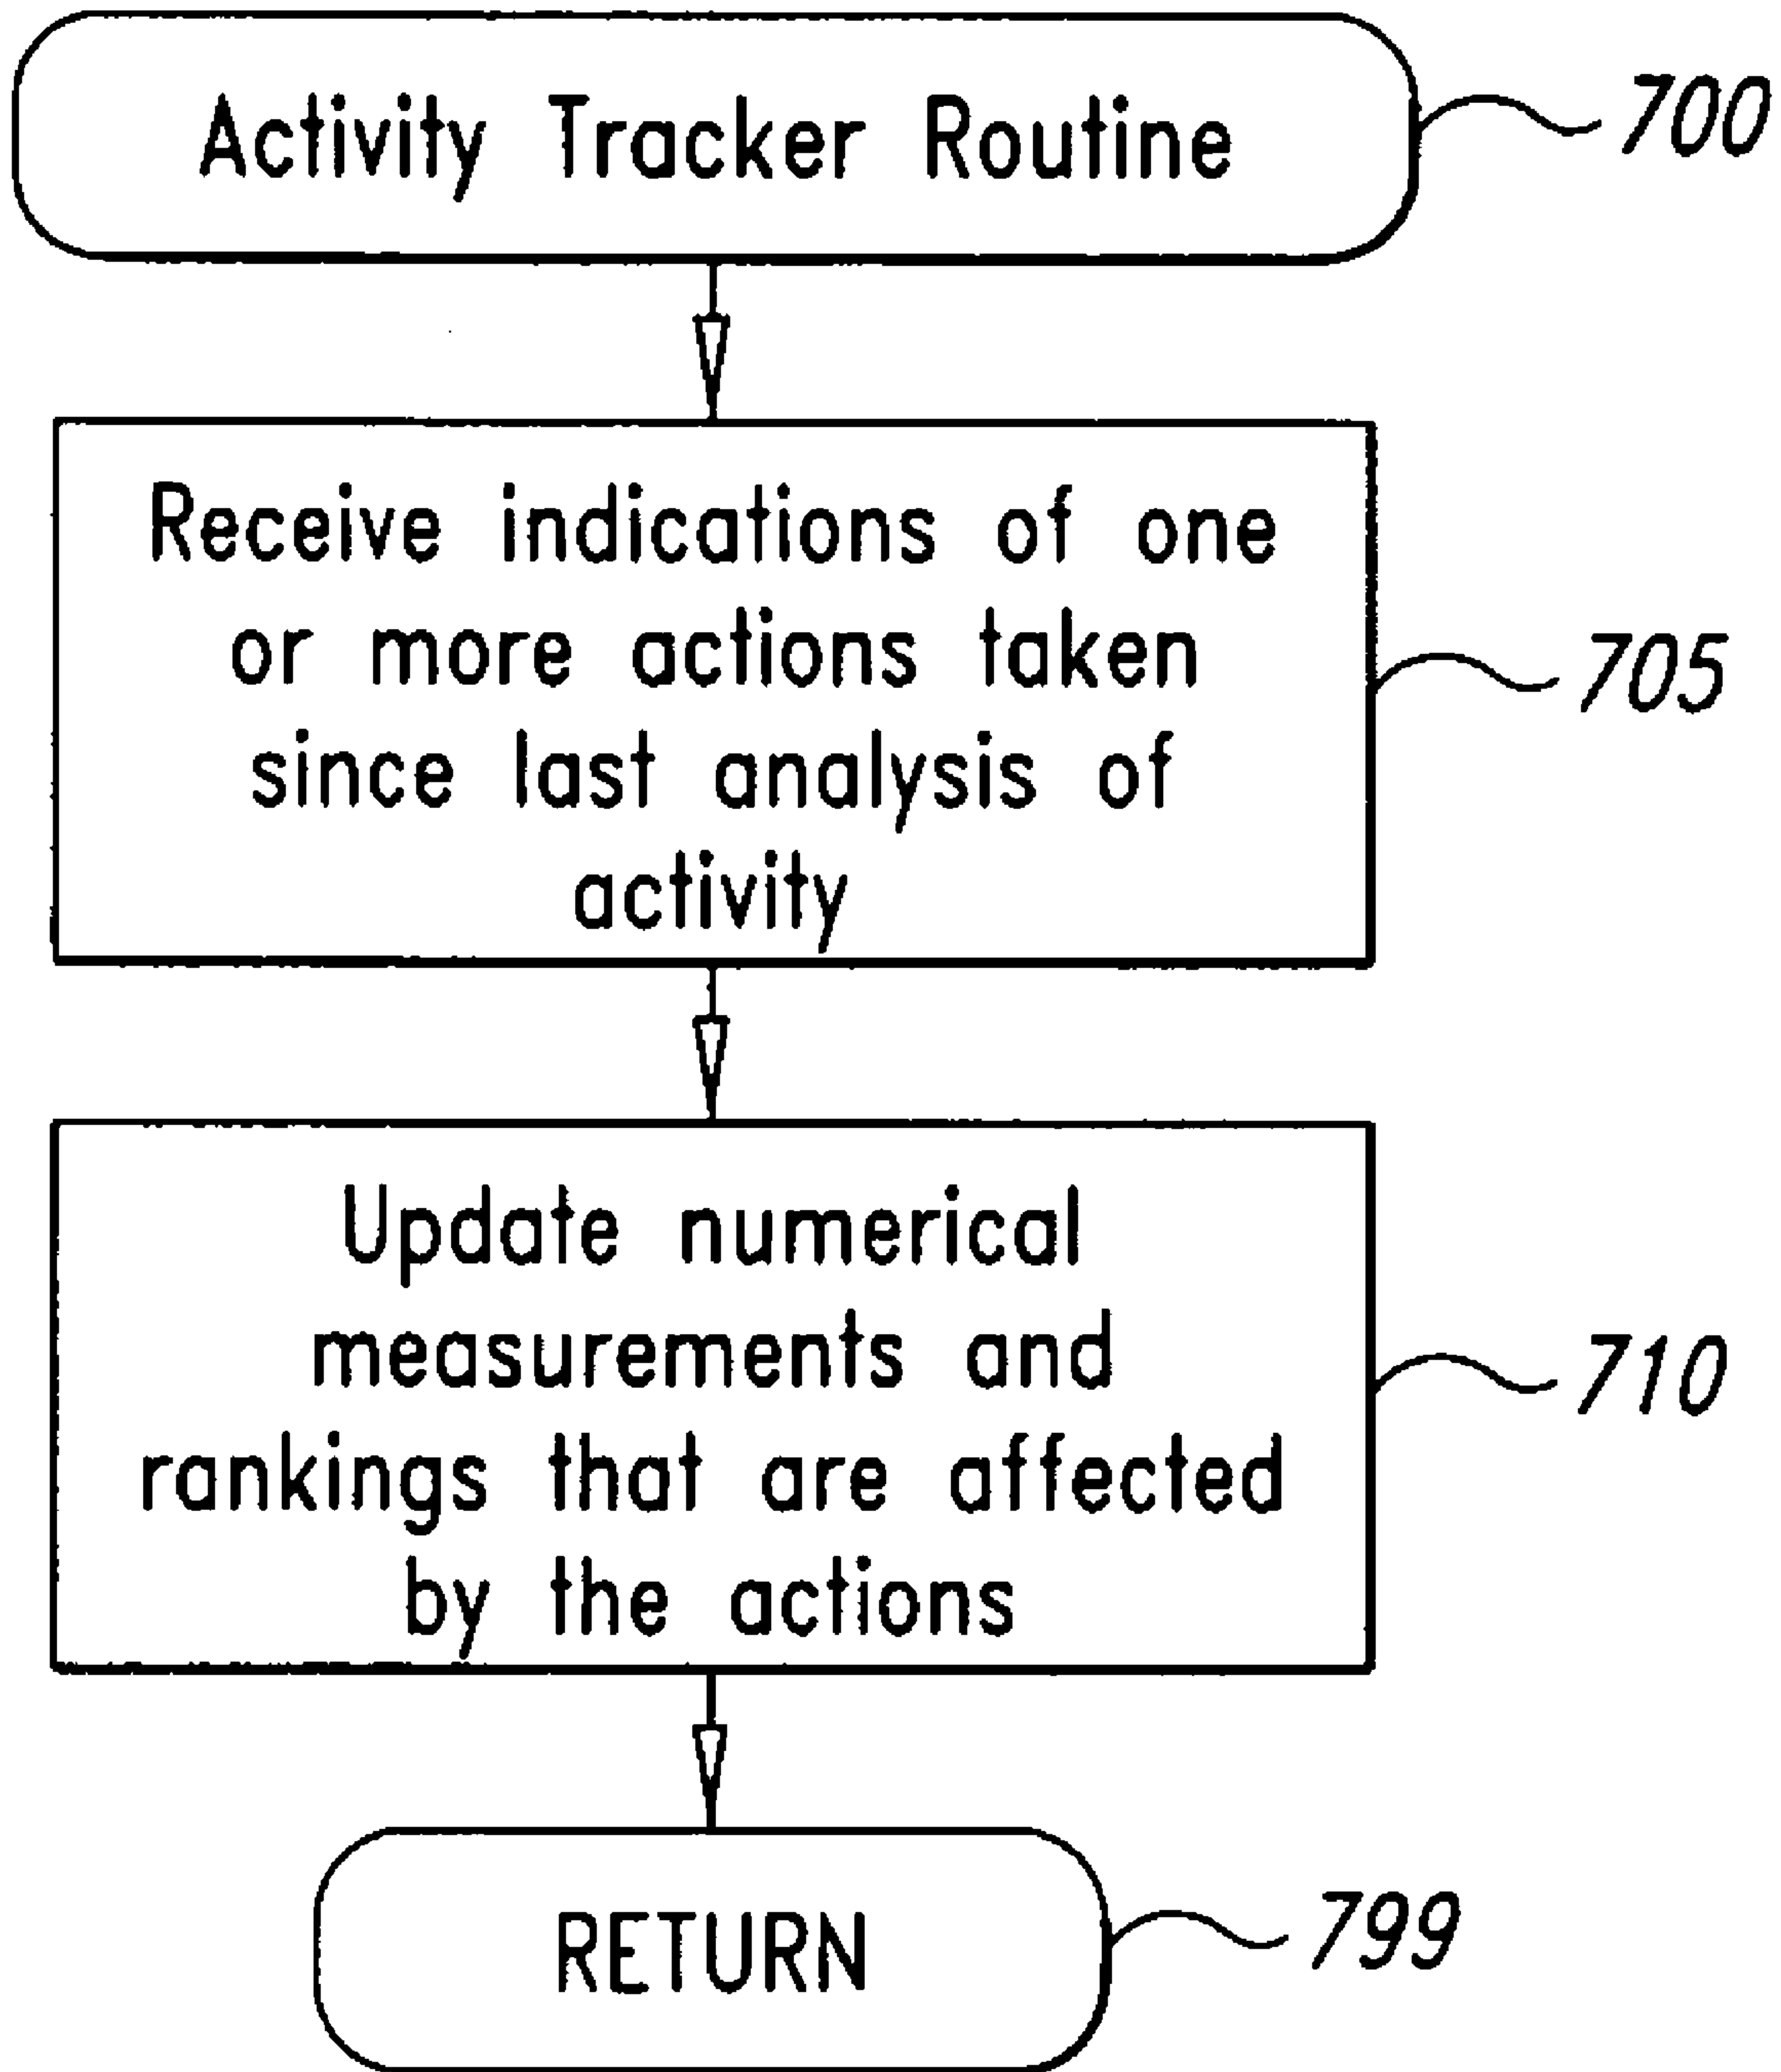 Activity Tracker Routine
700
Receive indications of one
or more actions taken
since last analysis of
activity
705
Update numerical
measurements and
rankings that are affected
by the actions
710
RETURN
799